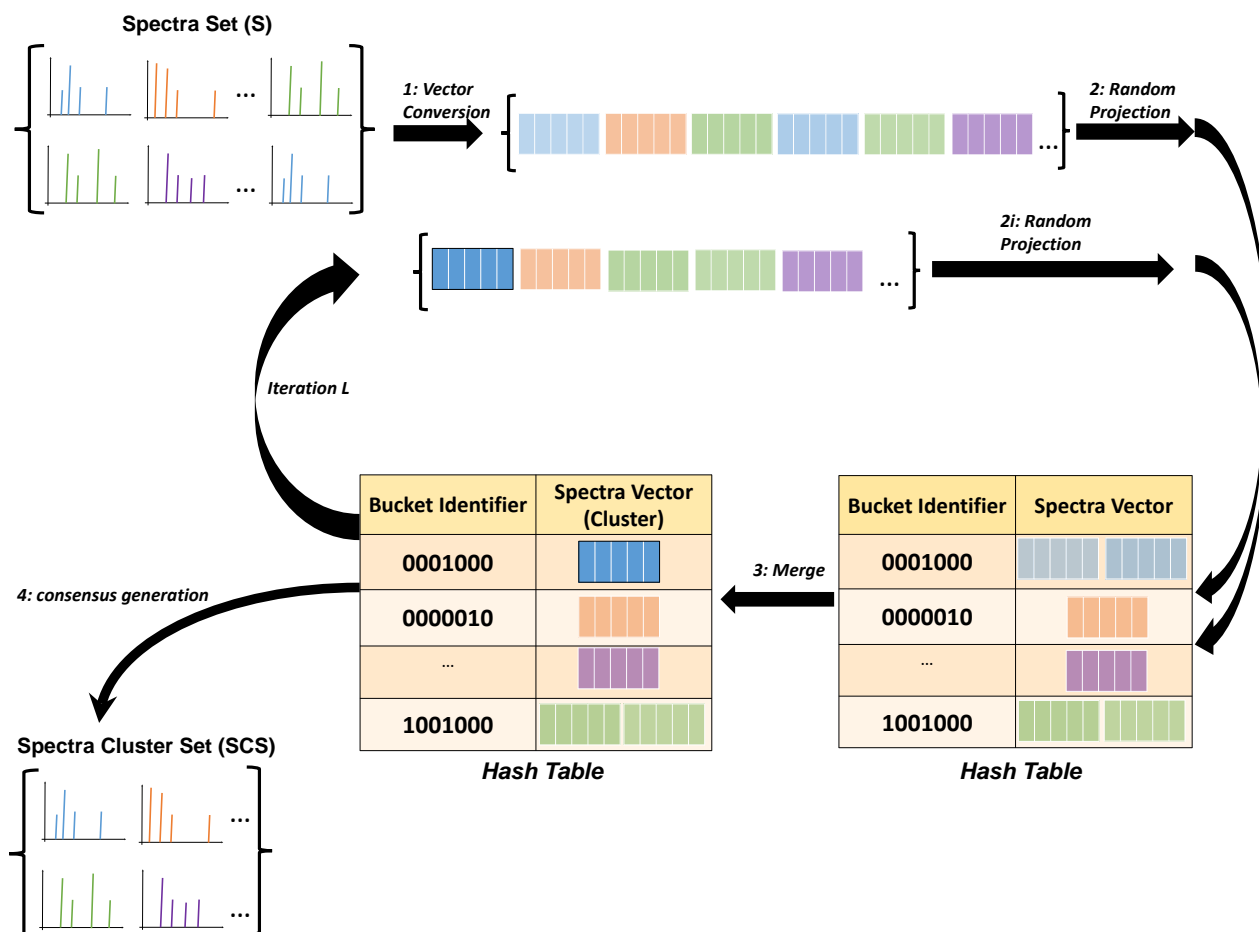 Spectra Set (S)
...
...
1: Vector
Conversion
...
2: Random
Projection
...
2i: Random
Projection
Iteration L
Bucket Identifier
Spectra Vector
(Cluster)
0001000
0000010
...
1001000
Hash Table
3: Merge
Bucket Identifier
Spectra Vector
0001000
0000010
...
1001000
Hash Table
4: consensus generation
Spectra Cluster Set (SCS)
...
...